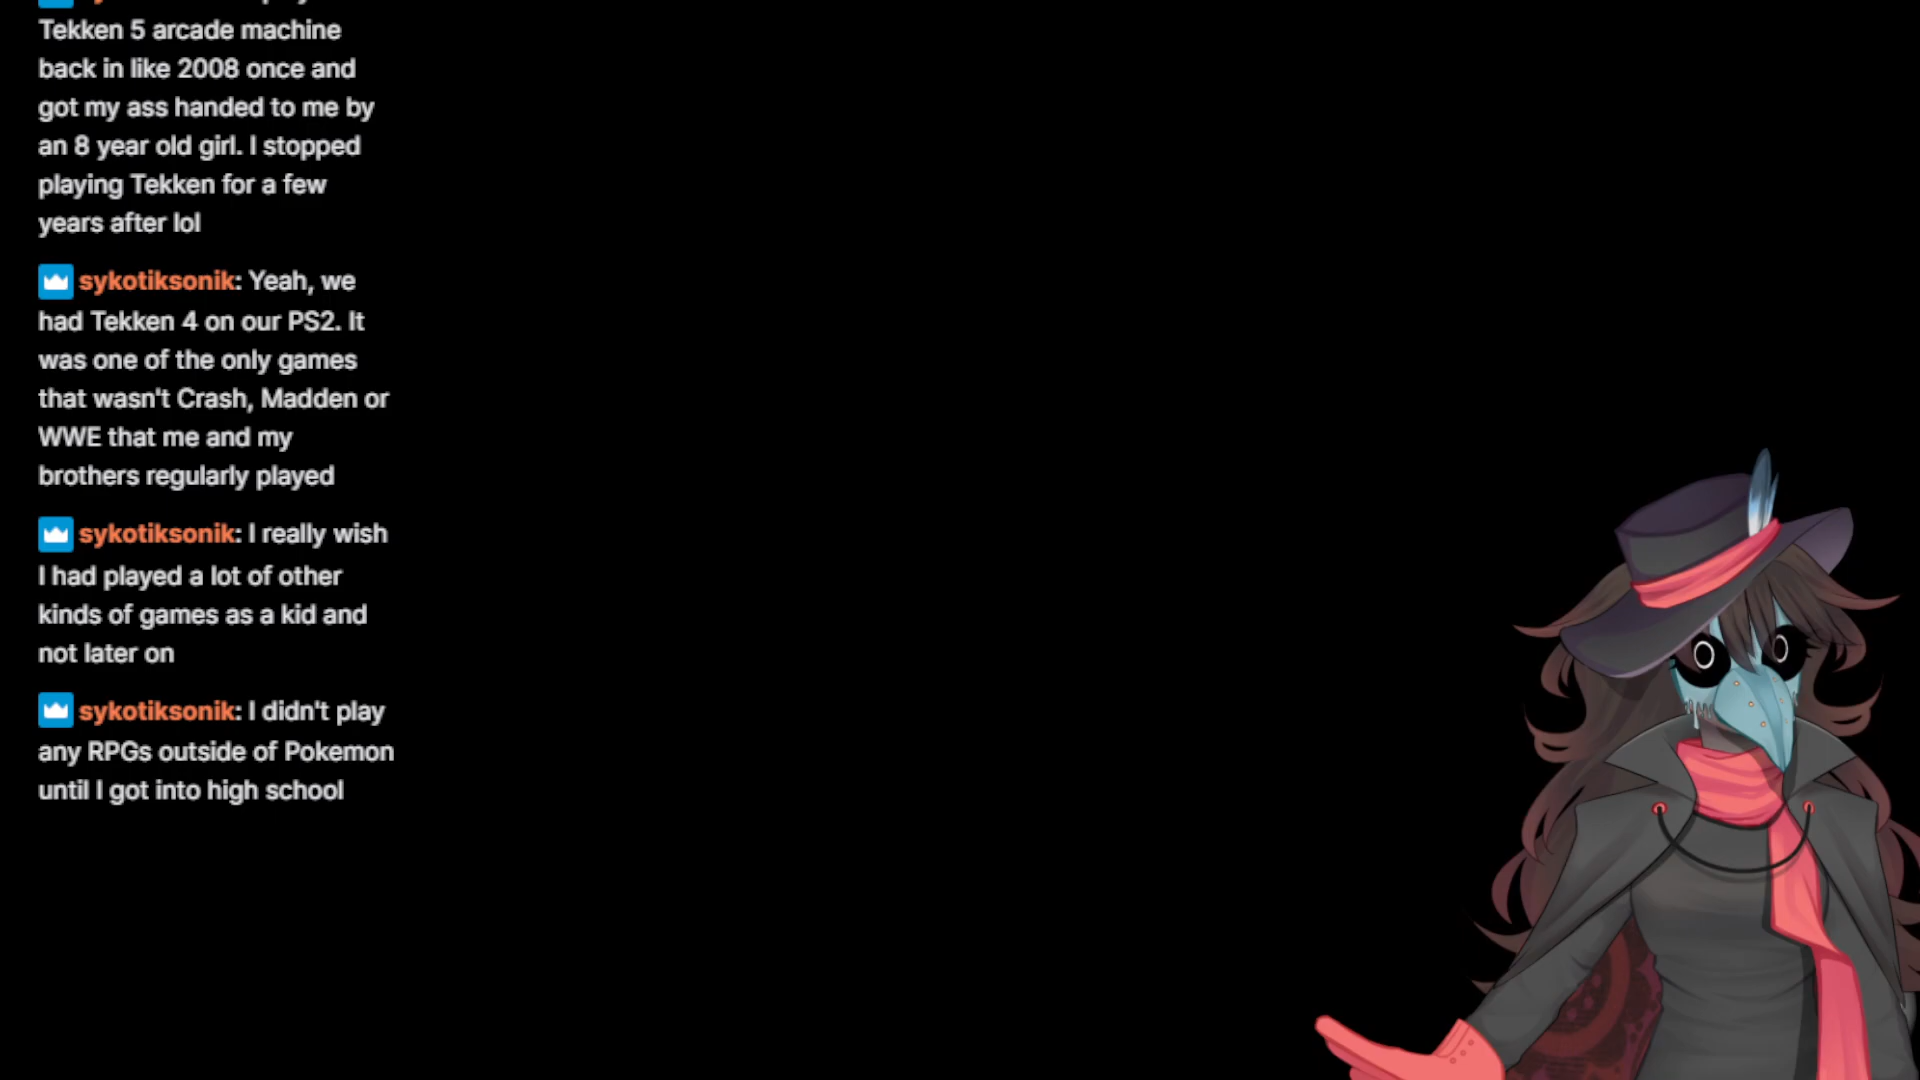 Tekken 5 arcade machine
back in like 2008 once and
got my ass handed to me by
an 8 year old girl. I stopped
playing Tekken for a few
years after lol
sykotiksonik: Yeah, we
had Tekken 4 on our PS2. It
was one of the only games
that wasn't Crash, Madden or
WWE that me and my
brothers regularly played
sykotiksonik: I really wish
I had played a lot of other
kinds of games as a kid and
not later on
sykotiksonik: I didn't play
any RPGs outside of Pokemon
until I got into high school